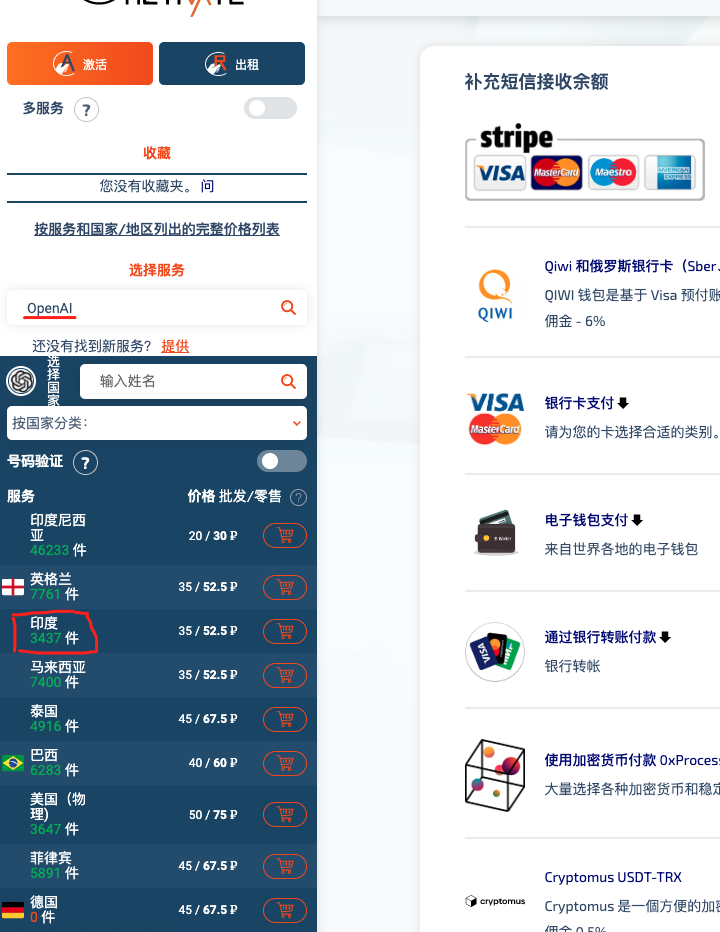 激活
出租
多服务 ?
收藏
您没有收藏夹。 问
按服务和国家/地区列出的完整价格列表
选择服务
OpenAI
还没有找到新服务? 提供
选择国家
输入姓名
按国家分类:
号码验证 ?
服务 价格 批发/零售 ?
印度尼西亚
46233 件
20 / 30 ₽
英格兰
7761 件
35 / 52.5 ₽
印度
3437 件
35 / 52.5 ₽
马来西亚
7400 件
35 / 52.5 ₽
泰国
4916 件
45 / 67.5 ₽
巴西
6283 件
40 / 60 ₽
美国（物理)
3647 件
50 / 75 ₽
菲律宾
5891 件
45 / 67.5 ₽
德国
0 件
45 / 67.5 ₽
补充短信接收余额
stripe
VISA MasterCard Maestro AMERICAN EXPRESS
QIWI
Qiwi 和俄罗斯银行卡（Sber
QIWI 钱包是基于 Visa 预付账
佣金 - 6%
VISA
MasterCard
银行卡支付
请为您的卡选择合适的类别。
电子钱包支付
来自世界各地的电子钱包
VISA
通过银行转账付款
银行转帐
使用加密货币付款 0xProcess
大量选择各种加密货币和稳定
cryptomus
Cryptomus USDT-TRX
Cryptomus 是一個方便的加密
佣金 0.5%